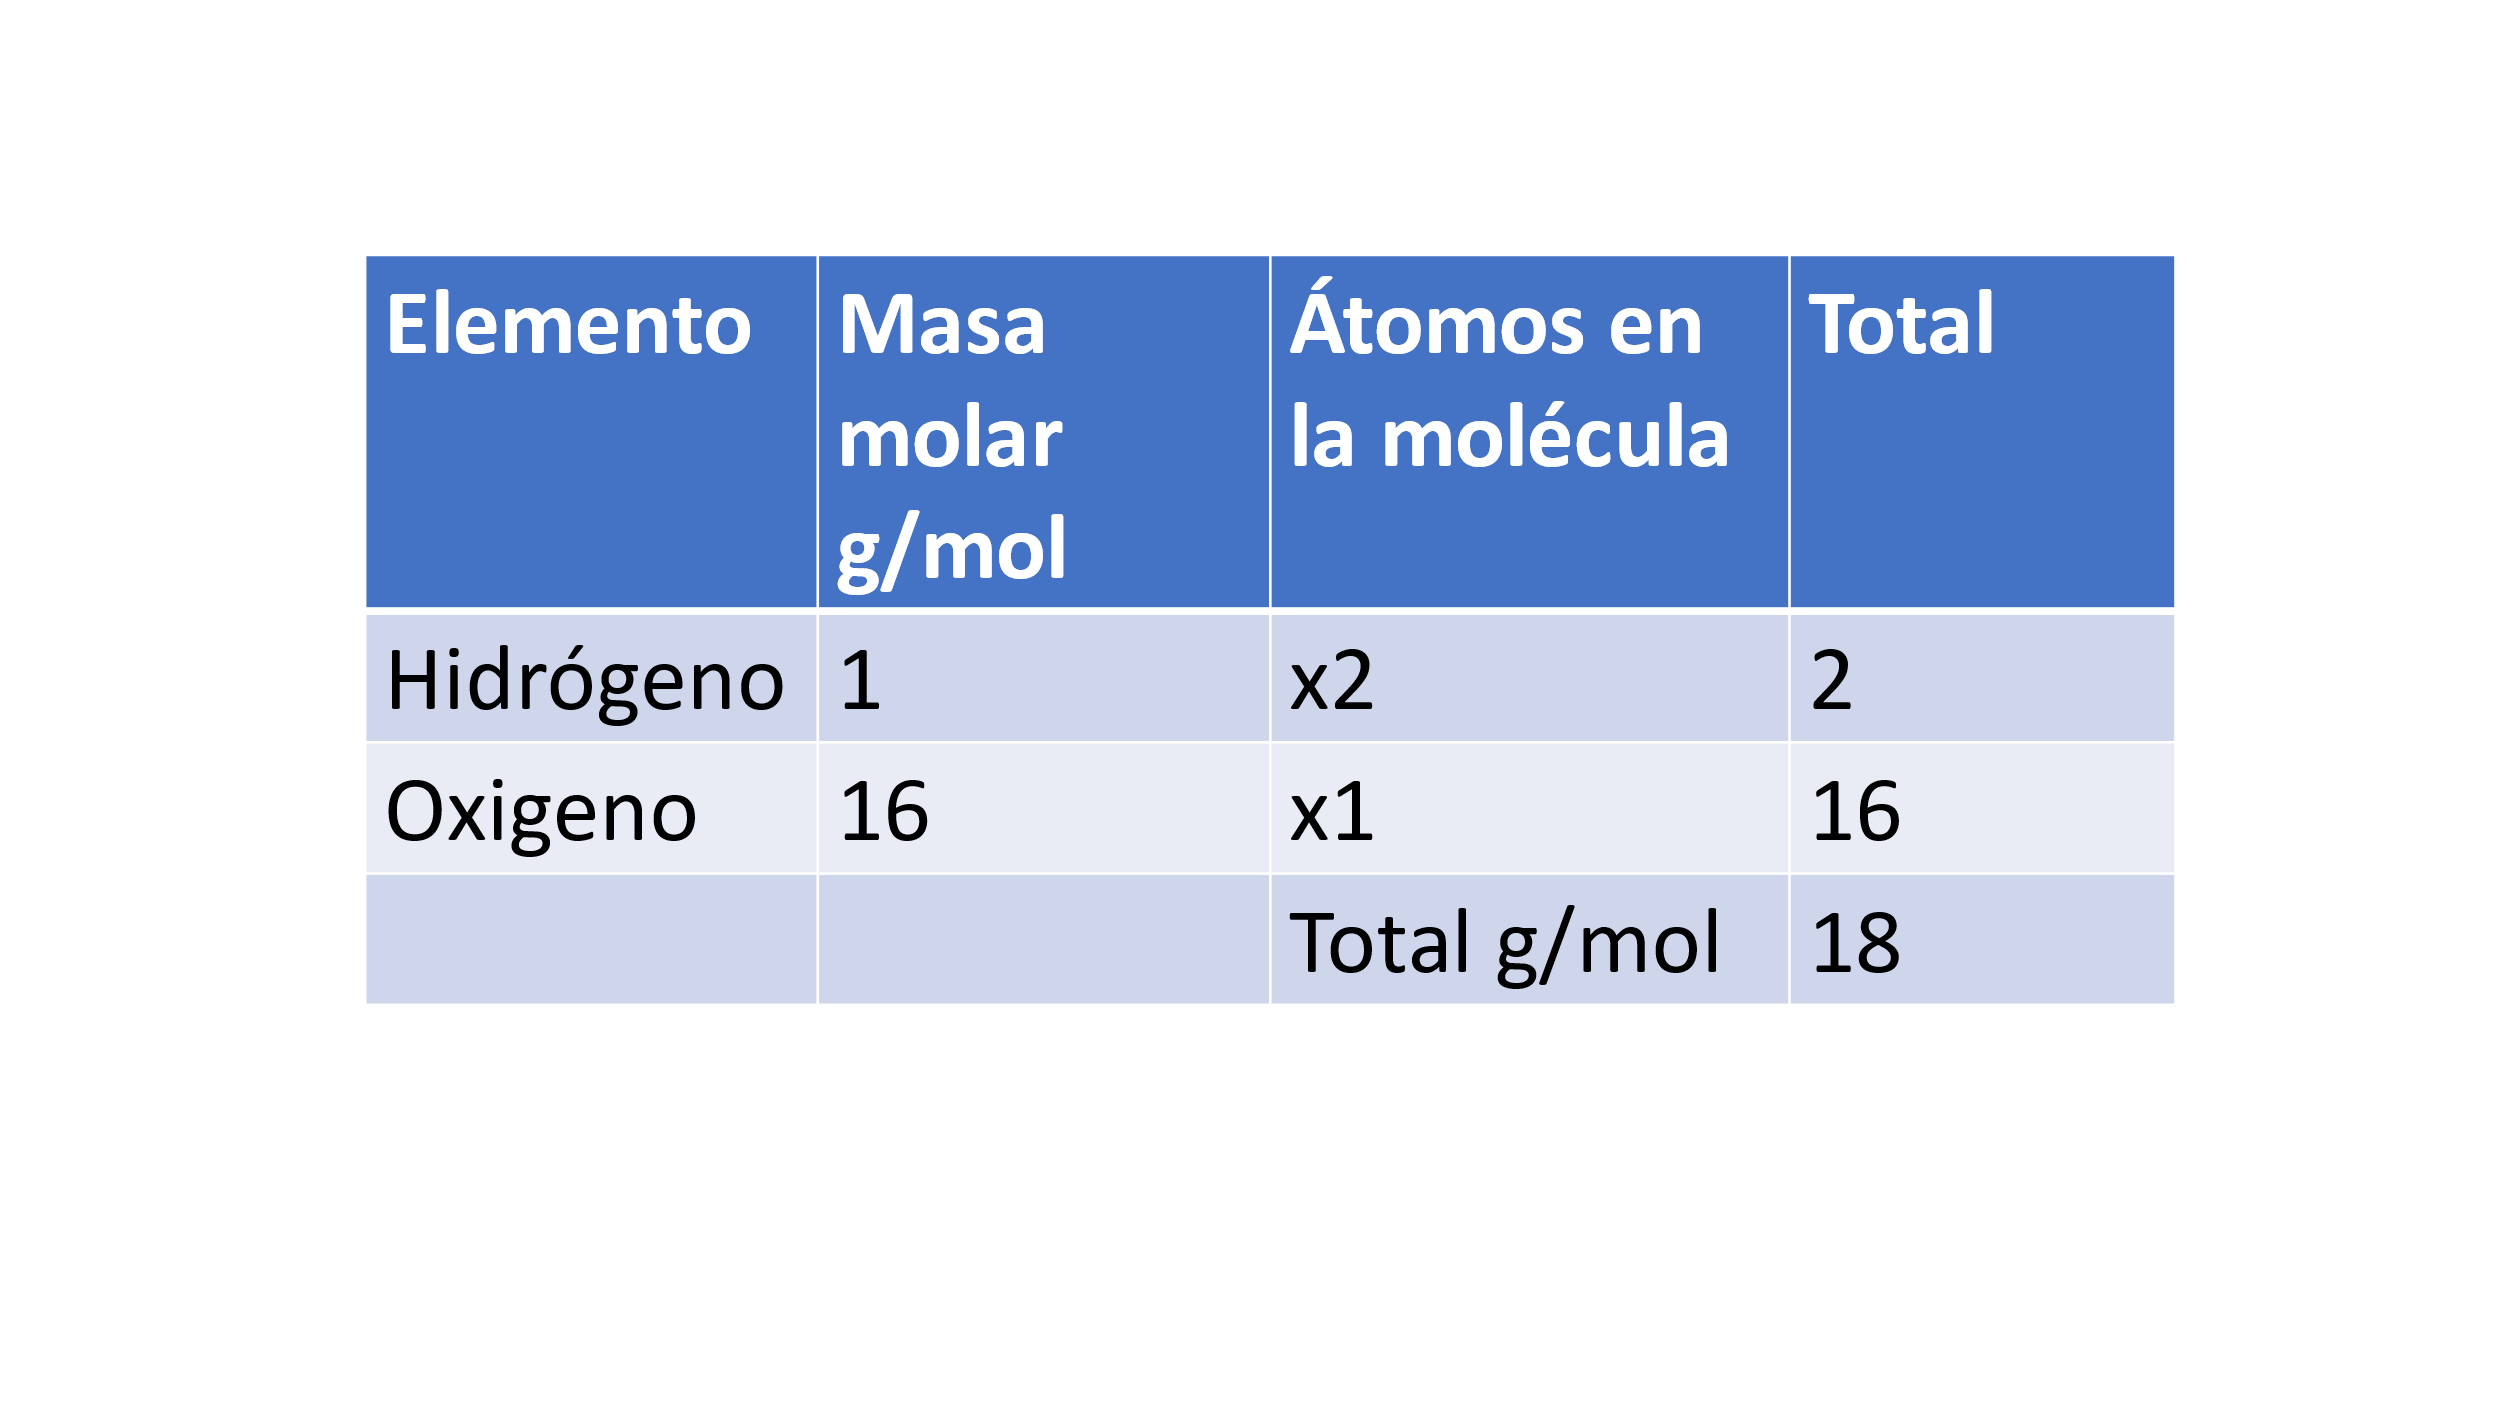 Elemento Masa molar g/mol Átomos en la molécula Total
Hidrógeno 1 x2 2
Oxigeno 16 x1 16
Total g/mol 18